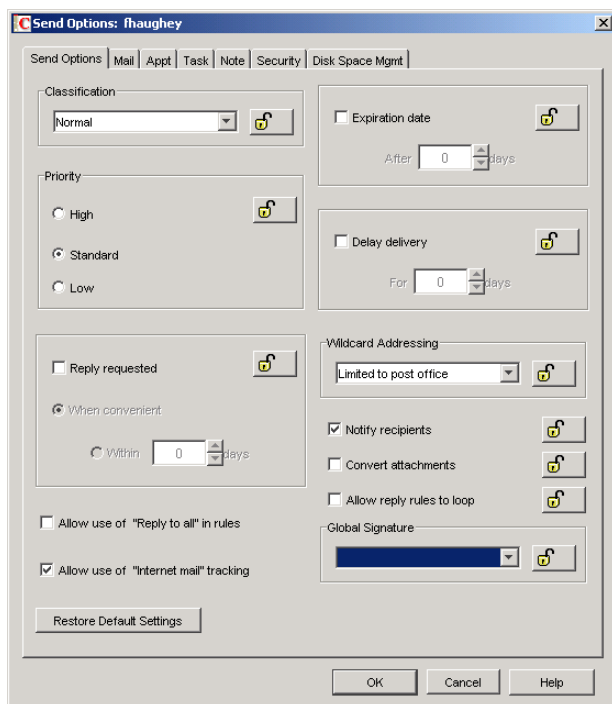 Send Options: fhaughey
Send Options
Mail
Appt
Task
Note
Security
Disk Space Mgmt
Classification
Normal
Priority
High
Standard
Low
Reply requested
When convenient
Within 0 days
Allow use of "Reply to all" in rules
Allow use of "Internet mail" tracking
Restore Default Settings
Expiration date
After 0 days
Delay delivery
For 0 days
Wildcard Addressing
Limited to post office
Notify recipients
Convert attachments
Allow reply rules to loop
Global Signature
OK
Cancel
Help